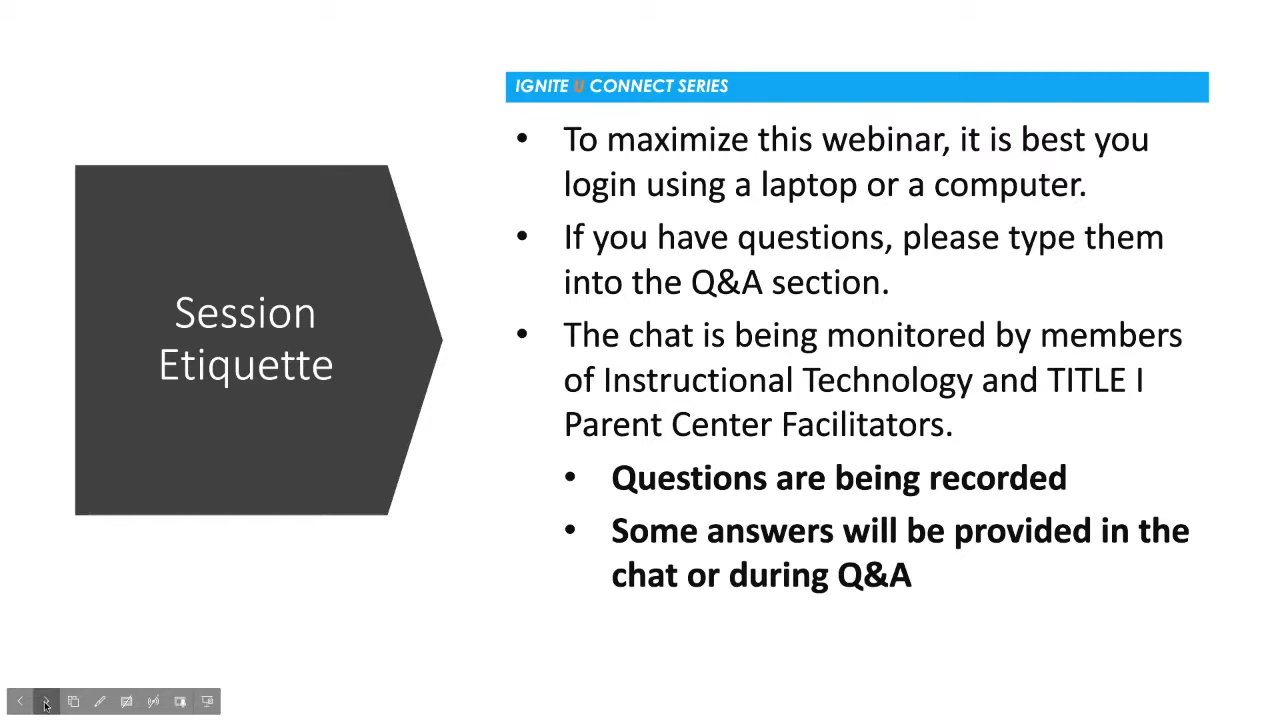 IGNITE U CONNECT SERIES
Session
Etiquette
• To maximize this webinar, it is best you
login using a laptop or a computer.
• If you have questions, please type them
into the Q&A section.
• The chat is being monitored by members
of Instructional Technology and TITLE I
Parent Center Facilitators.
• Questions are being recorded
• Some answers will be provided in the
chat or during Q&A